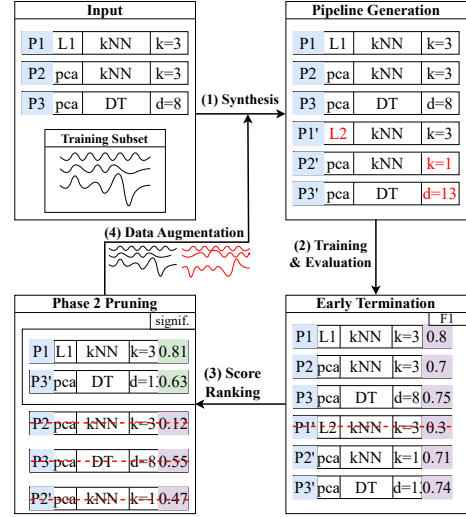 Input
P1 L1 kNN k=3
P2 pca kNN k=3
P3 pca DT d=8
Training Subset
(1) Synthesis
Pipeline Generation
P1 L1 kNN k=3
P2 pca kNN k=3
P3 pca DT d=8
P1' L2 kNN k=3
P2' pca kNN k=1
P3' pca DT d=13
(4) Data Augmentation
(2) Training
& Evaluation
Phase 2 Pruning
signif.
P1 L1 kNN k=3 0.81
P3' pca DT d=1 0.63
P2 pca kNN k=3 0.12
P3 pca DT d=8 0.55
P2' pca kNN k=1 0.47
(3) Score
Ranking
Early Termination
F1
P1 L1 kNN k=3 0.8
P2 pca kNN k=3 0.7
P3 pca DT d=8 0.75
P1' L2 kNN k=3 0.3
P2' pca kNN k=1 0.71
P3' pca DT d=1 0.74